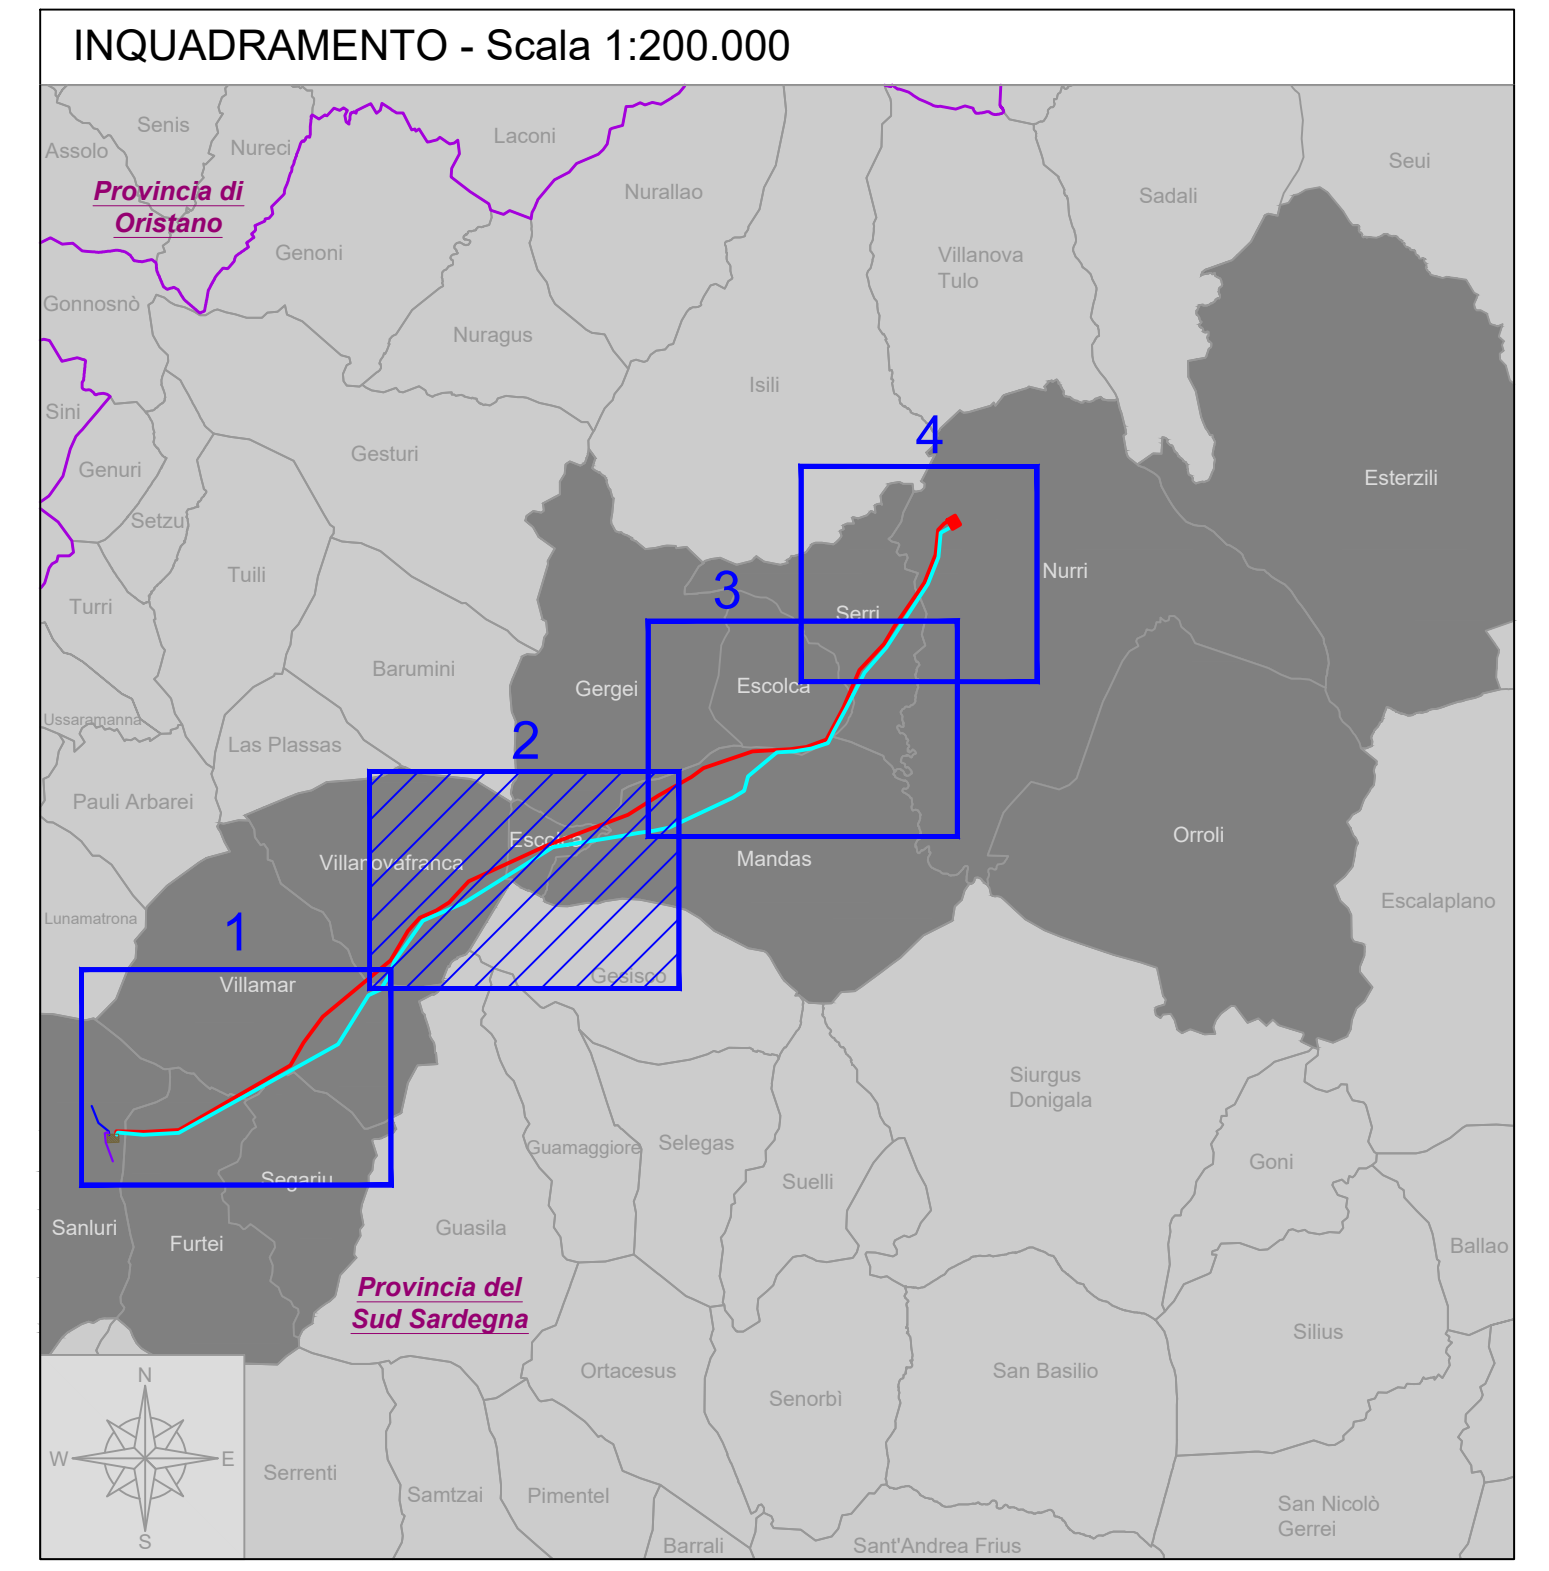 INQUADRAMENTO - Scala 1:200.000
Senis
Assolo
Nureci
Laconi
Seui
Provincia di
Oristano
Nurallao
Sadali
Genoni
Villanova
Tulo
Gonnosnò
Nuragus
Isili
Sini
4
Gesturi
Genuri
Esterzili
Setzu
Tuili
Nurri
3
Turri
Serri
Barumini
Gergei
Escolca
Ussaramanna
Las Plassas
2
Pauli Arbarei
Escolca
Orroli
Villanovafranca
Mandas
Escalaplano
Lunamatrona
1
Villamar
Gesisco
Siurgus
Donigala
Guamaggiore
Selegas
Goni
Segariu
Suelli
Sanluri
Furtei
Guasila
Ballao
Provincia del
Sud Sardegna
Silius
N
Ortacesus
San Basilio
Senorbì
W
E
Serrenti
Samtzai
Pimentel
San Nicolò
Gerrei
S
Barrali
Sant'Andrea Frius